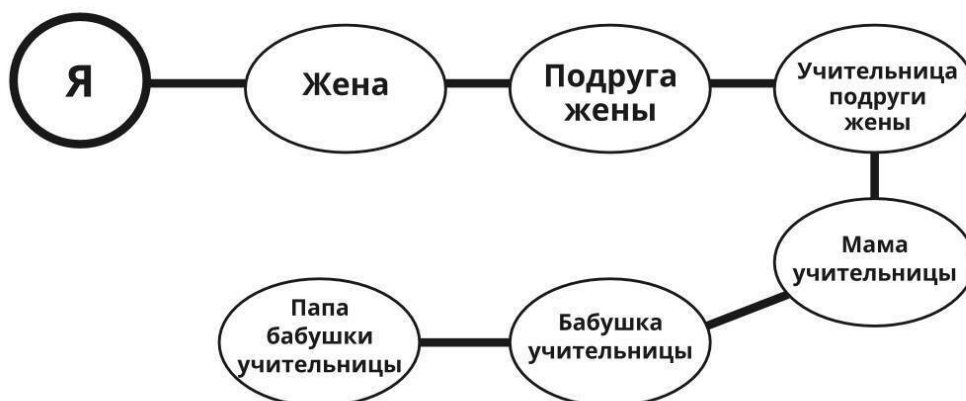 Я
Жена
Подруга
жены
Учительница
подруги
жены
Мама
учительницы
Бабушка
учительницы
Папа
бабушки
учительницы